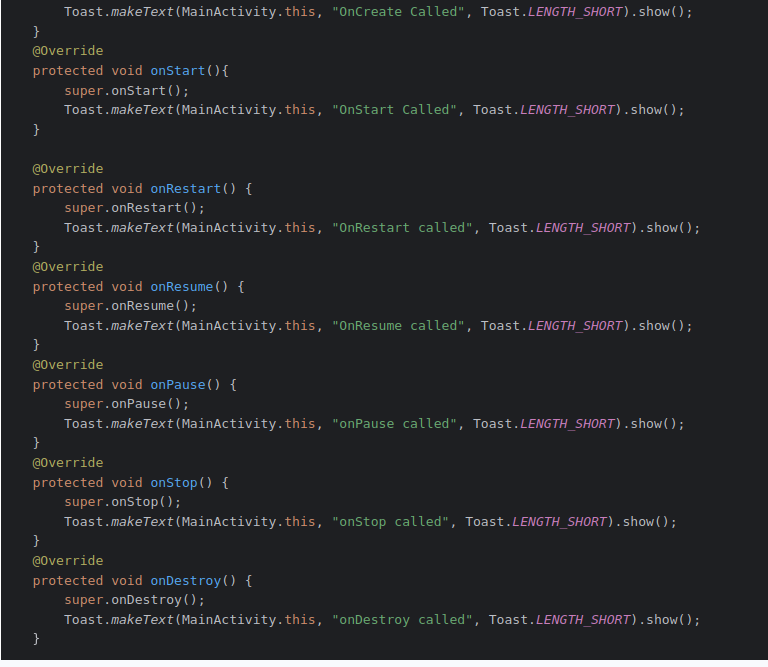 Toast.makeText(MainActivity.this, "OnCreate Called", Toast.LENGTH_SHORT).show();
}
@Override
protected void onStart(){
super.onStart();
Toast.makeText(MainActivity.this, "OnStart Called", Toast.LENGTH_SHORT).show();
}
@Override
protected void onRestart() {
super.onRestart();
Toast.makeText(MainActivity.this, "OnRestart called", Toast.LENGTH_SHORT).show();
}
@Override
protected void onResume() {
super.onResume();
Toast.makeText(MainActivity.this, "OnResume called", Toast.LENGTH_SHORT).show();
}
@Override
protected void onPause() {
super.onPause();
Toast.makeText(MainActivity.this, "onPause called", Toast.LENGTH_SHORT).show();
}
@Override
protected void onStop() {
super.onStop();
Toast.makeText(MainActivity.this, "onStop called", Toast.LENGTH_SHORT).show();
}
@Override
protected void onDestroy() {
super.onDestroy();
Toast.makeText(MainActivity.this, "onDestroy called", Toast.LENGTH_SHORT).show();
}